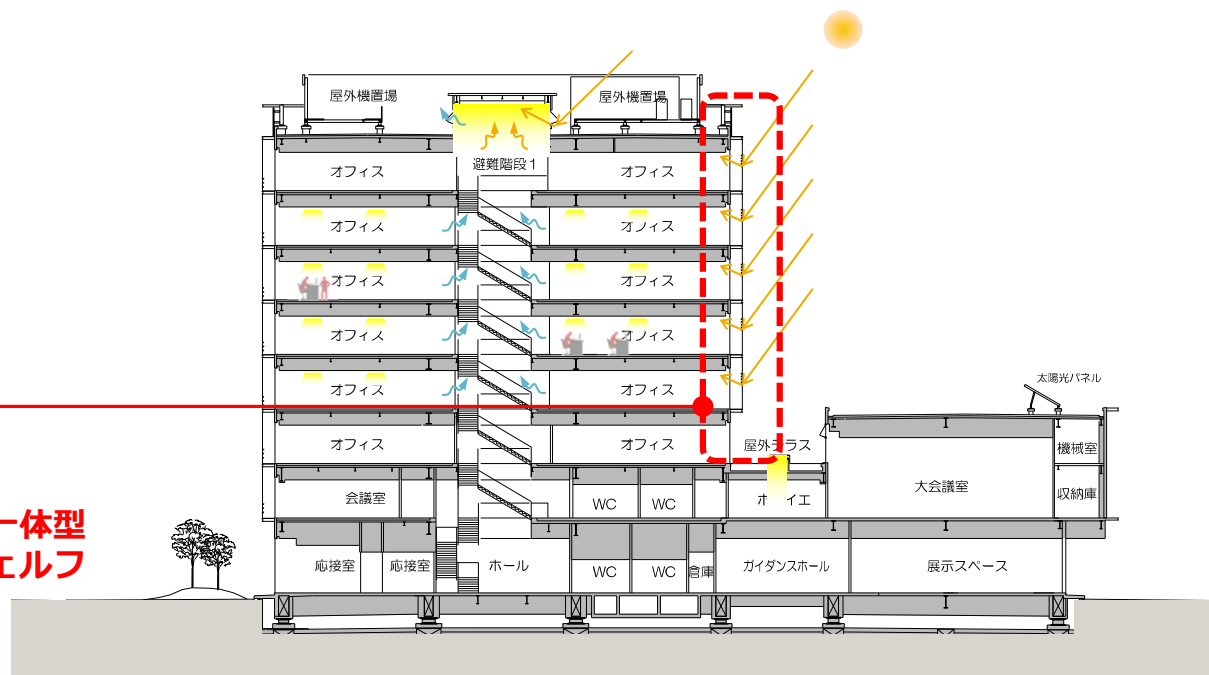 屋外機置場
屋外機置場
避難階段1
オフィス
オフィス
オフィス
オフィス
オフィス
オフィス
オフィス
オフィス
オフィス
オフィス
太陽光パネル
オフィス
オフィス
屋外テラス
機械室
会議室
WC
WC
ホ イエ
大会議室
収納庫
一体型
ェルフ
応接室
応接室
ホール
WC
WC
倉庫
ガイダンスホール
展示スペース